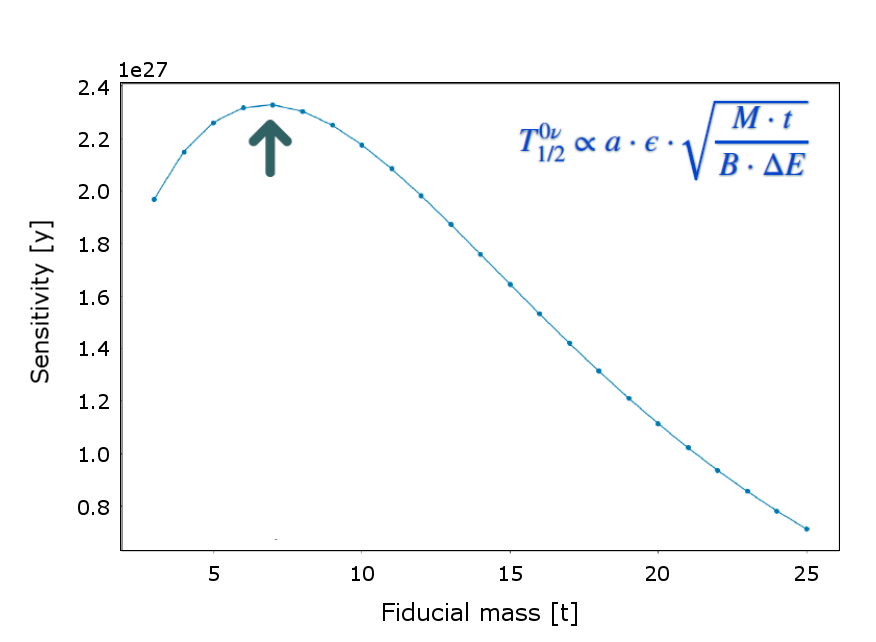 1e27
2.4
2.2
2.0
1.8
1.6
1.4
1.2
1.0
0.8
Sensitivity [y]
T^{0ν}_{1/2} ∝ a · ϵ · √(M · t / B · ΔE)
5 10 15 20 25
Fiducial mass [t]